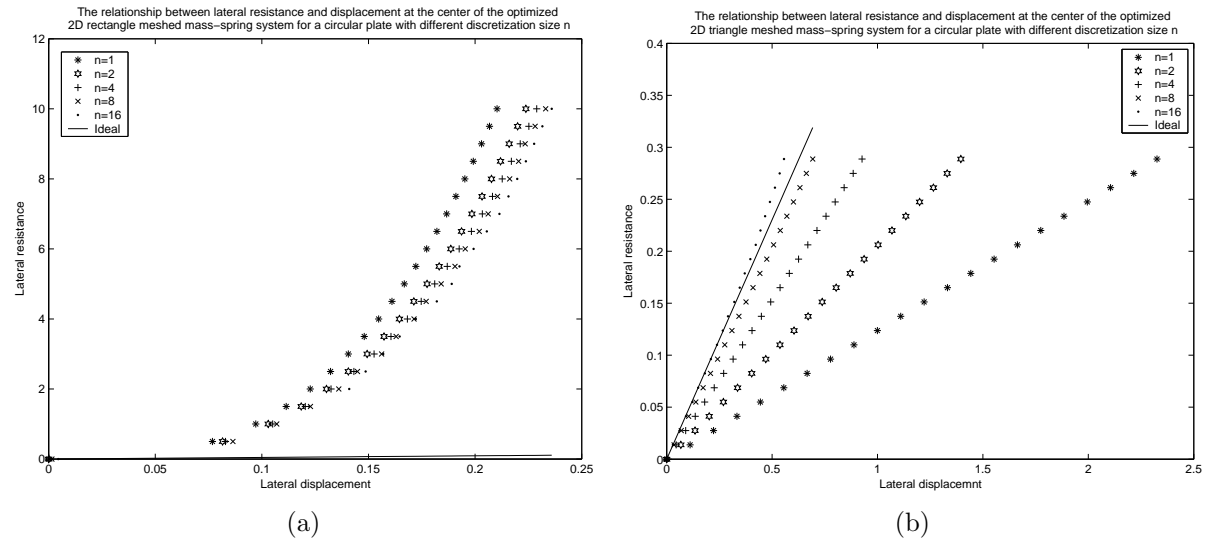 The relationship between lateral resistance and displacement at the center of the optimized
2D rectangle meshed mass−spring system for a circular plate with different discretization size n
12
10
8
6
4
2
0
Lateral resistance
n=1
n=2
n=4
n=8
n=16
Ideal
0
0.05
0.1
0.15
0.2
0.25
Lateral displacement
(a)
The relationship between lateral resistance and displacement at the center of the optimized
2D triangle meshed mass−spring system for a circular plate with different discretization size n
0.4
0.35
0.3
0.25
0.2
0.15
0.1
0.05
0
Lateral resistance
n=1
n=2
n=4
n=8
n=16
Ideal
0
0.5
1
1.5
2
2.5
Lateral displacemnt
(b)